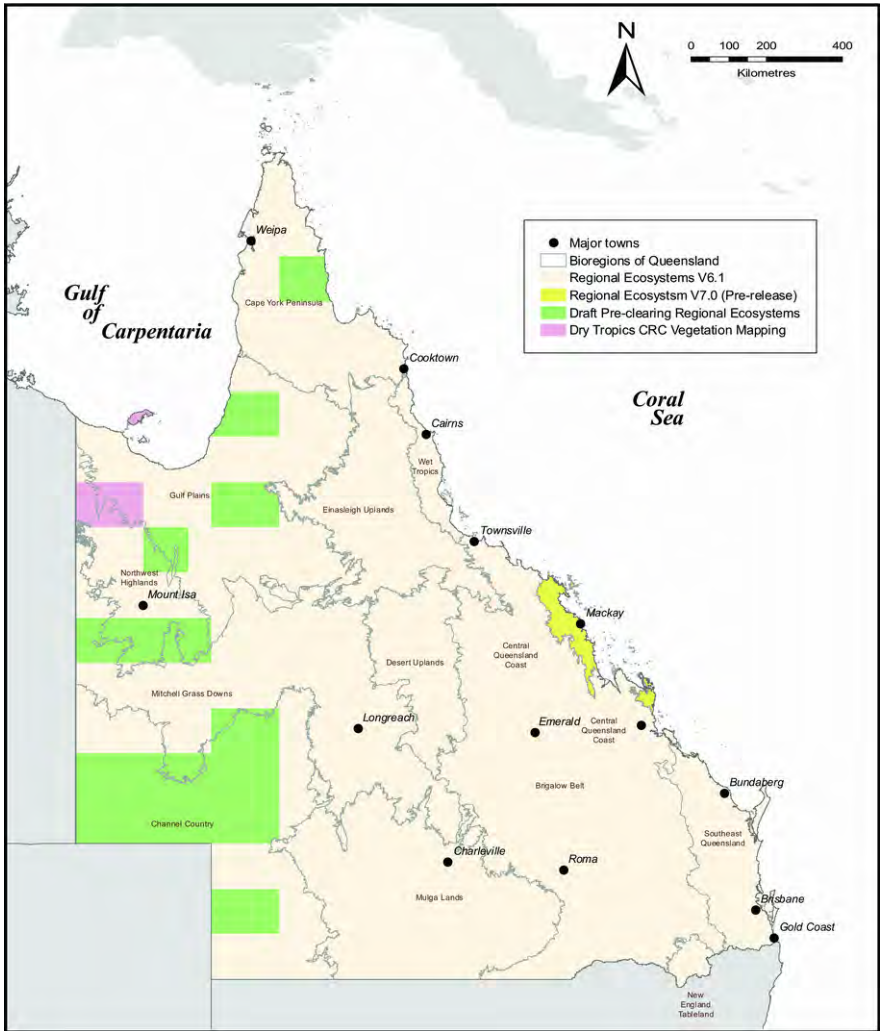 N
0 100 200 400
Kilometres
Weipa
Major towns
Bioregions of Queensland
Regional Ecosystems V6.1
Regional Ecosystsm V7.0 (Pre-release)
Draft Pre-clearing Regional Ecosystems
Dry Tropics CRC Vegetation Mapping
Gulf
of
Carpentaria
Cape York Peninsula
Cooktown
Coral
Sea
Cairns
Wet
Tropics
Gulf Plains
Einasleigh Uplands
Townsville
Northwest
Highlands
Mount Isa
Mackay
Central
Queensland
Coast
Desert Uplands
Mitchell Grass Downs
Longreach
Emerald
Central
Queensland
Coast
Brigalow Belt
Bundaberg
Channel Country
Southeast
Queensland
Charleville
Roma
Mulga Lands
Brisbane
Gold Coast
New
England
Tableland